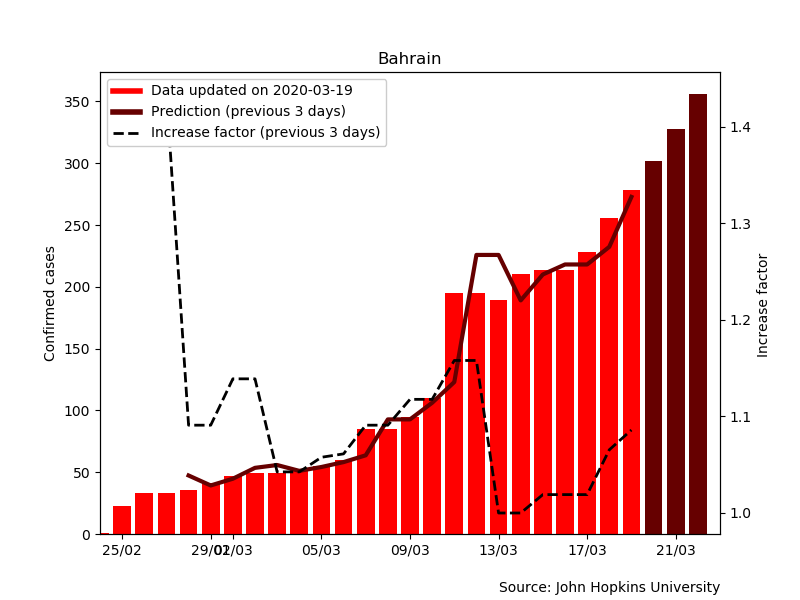 Bahrain
Data updated on 2020-03-19
Prediction (previous 3 days)
Increase factor (previous 3 days)
Confirmed cases
350
300
250
200
150
100
50
0
1.4
1.3
1.2
1.1
1.0
Increase factor
25/02 29/02 01/03 05/03 09/03 13/03 17/03 21/03
Source: John Hopkins University